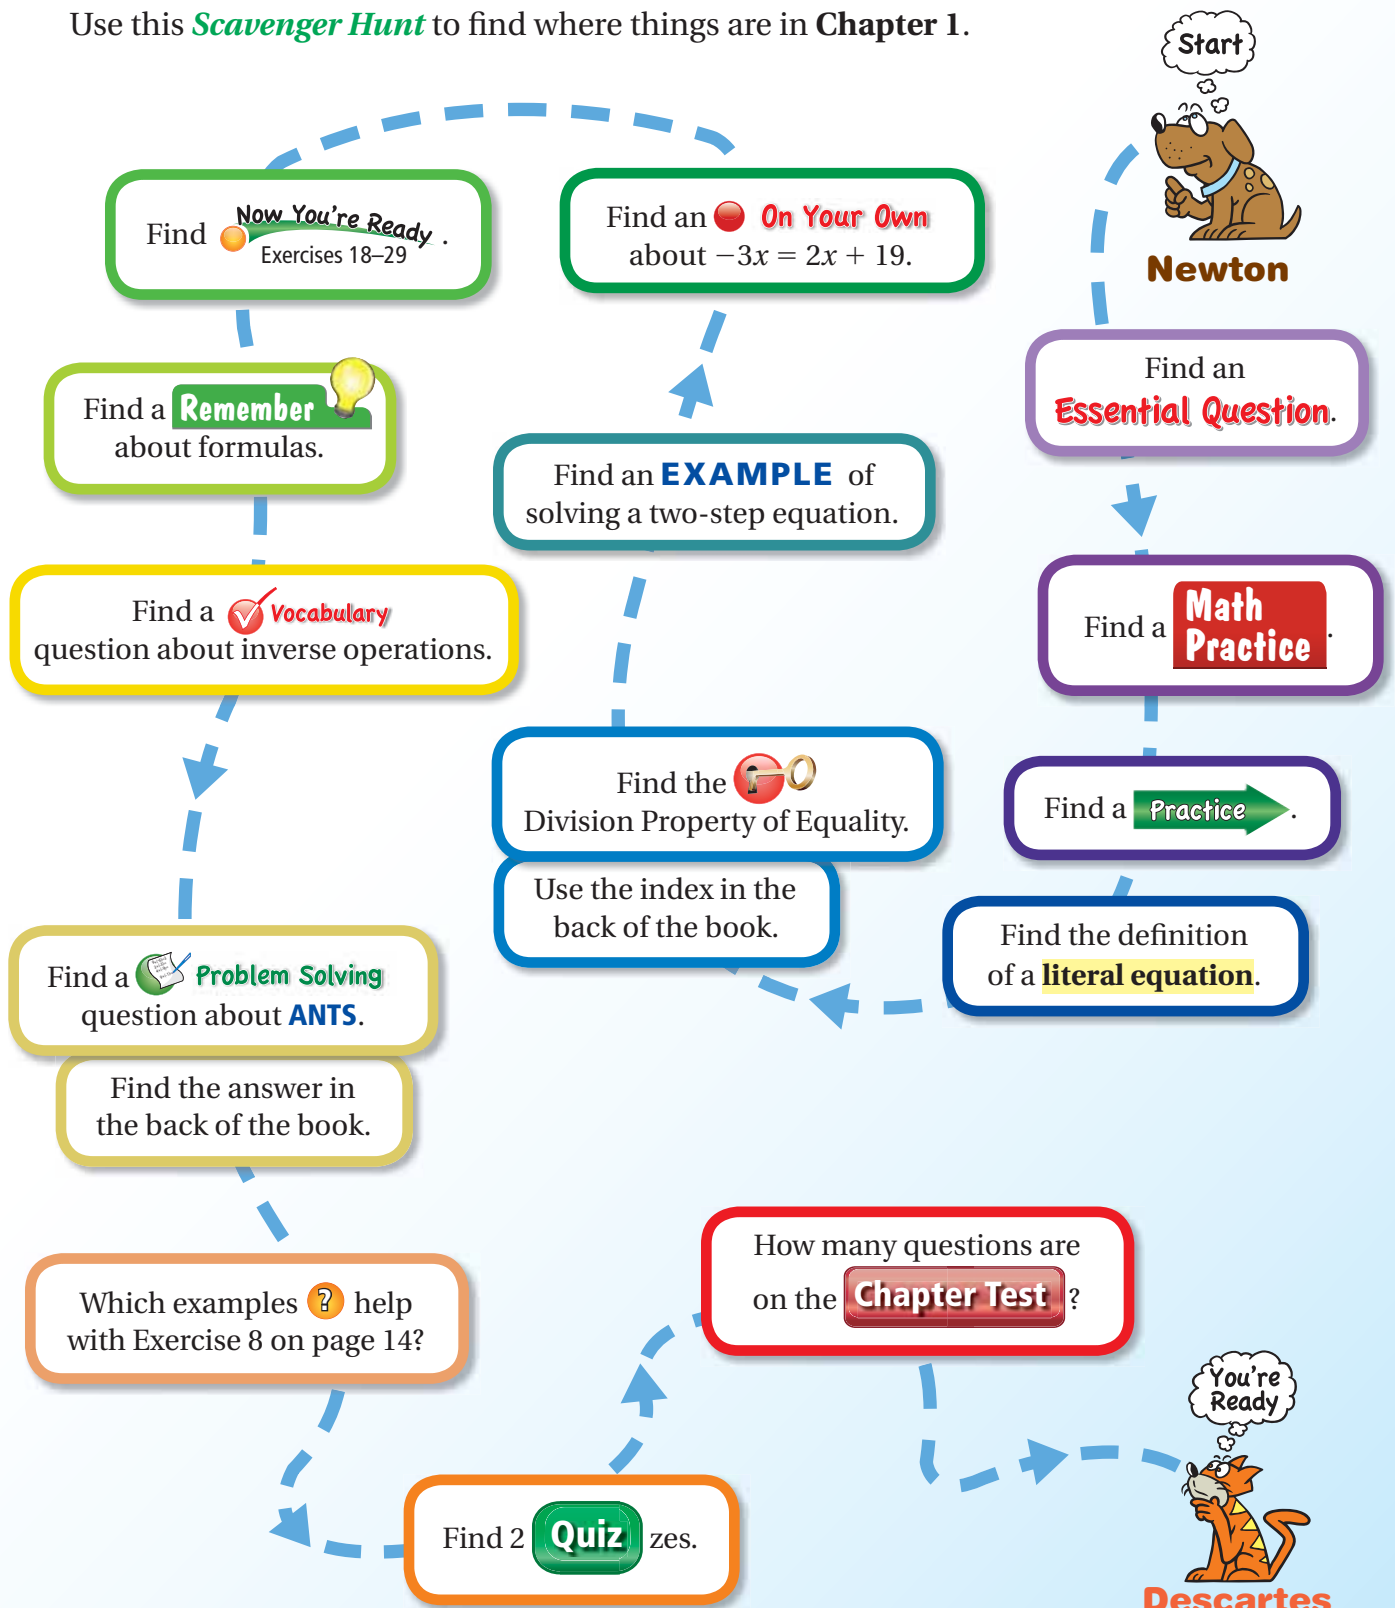 Use this Scavenger Hunt to find where things are in Chapter 1.
Start
Newton
Find an
Essential Question.
Find a Math
Practice.
Find a Practice.
Find the definition
of a literal equation.
Find the
Division Property of Equality.
Use the index in the
back of the book.
Find an EXAMPLE of
solving a two-step equation.
Find an On Your Own
about −3x = 2x + 19.
Find Now You're Ready.
Exercises 18–29
Find a Remember
about formulas.
Find a Vocabulary
question about inverse operations.
Find a Problem Solving
question about ANTS.
Find the answer in
the back of the book.
Which examples ? help
with Exercise 8 on page 14?
Find 2 Quiz zes.
How many questions are
on the Chapter Test ?
You're
Ready
Descartes